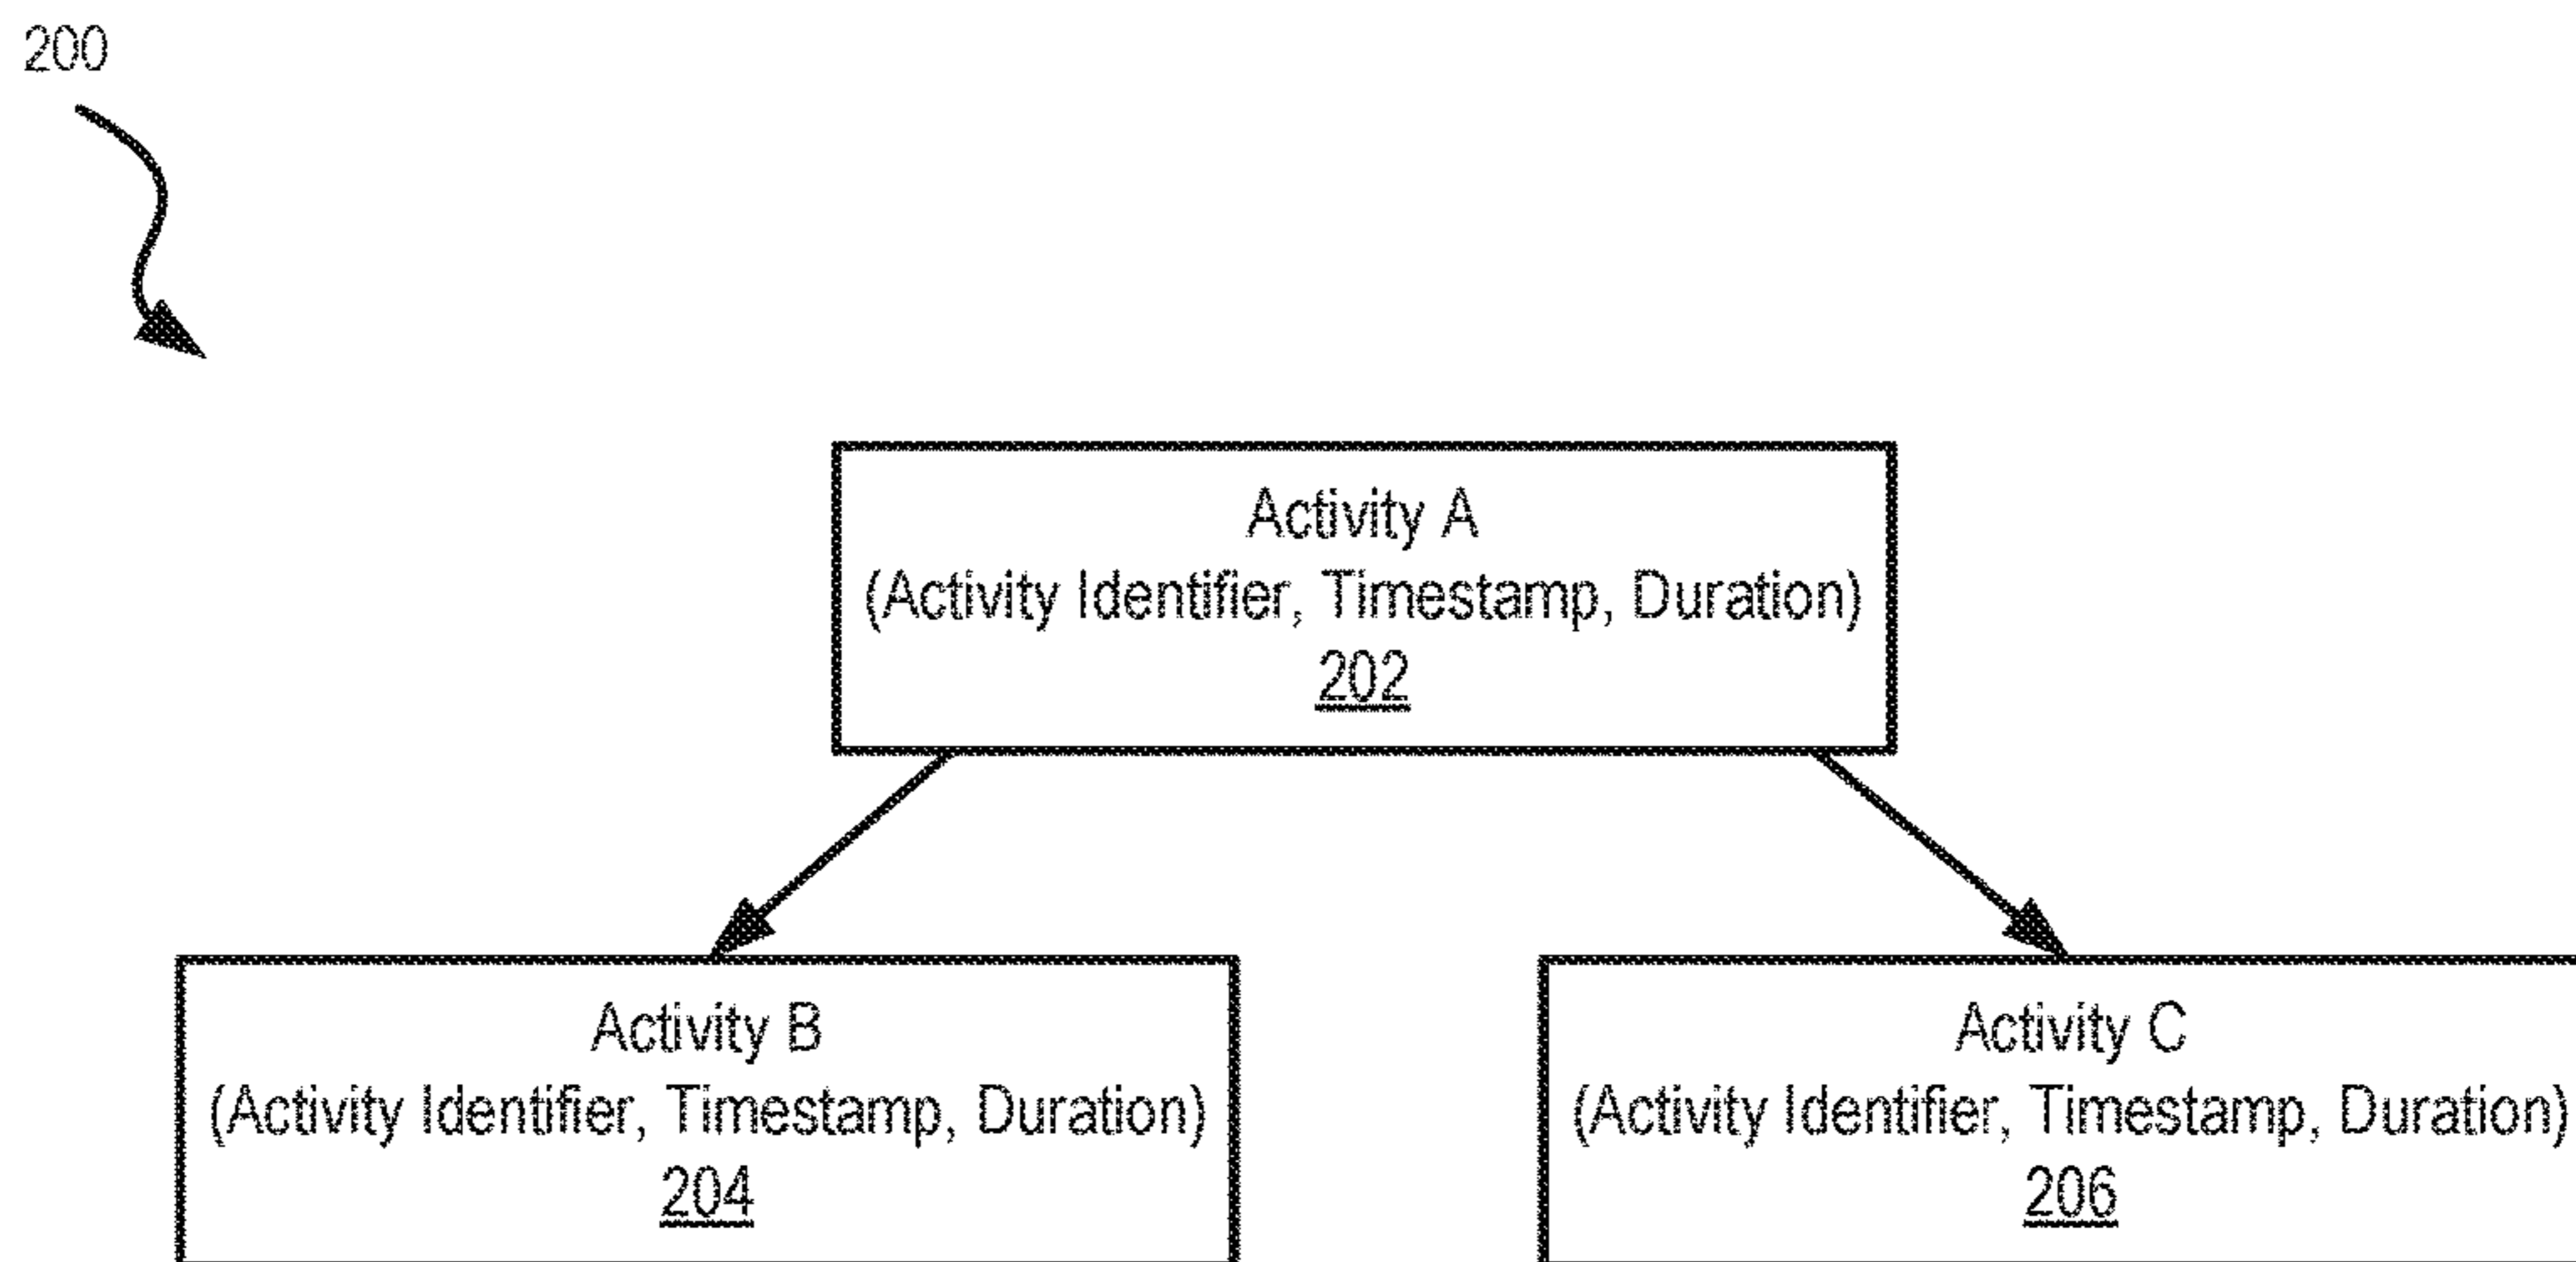 200
Activity A
(Activity Identifier, Timestamp, Duration)
202
Activity B
(Activity Identifier, Timestamp, Duration)
204
Activity C
(Activity Identifier, Timestamp, Duration)
206